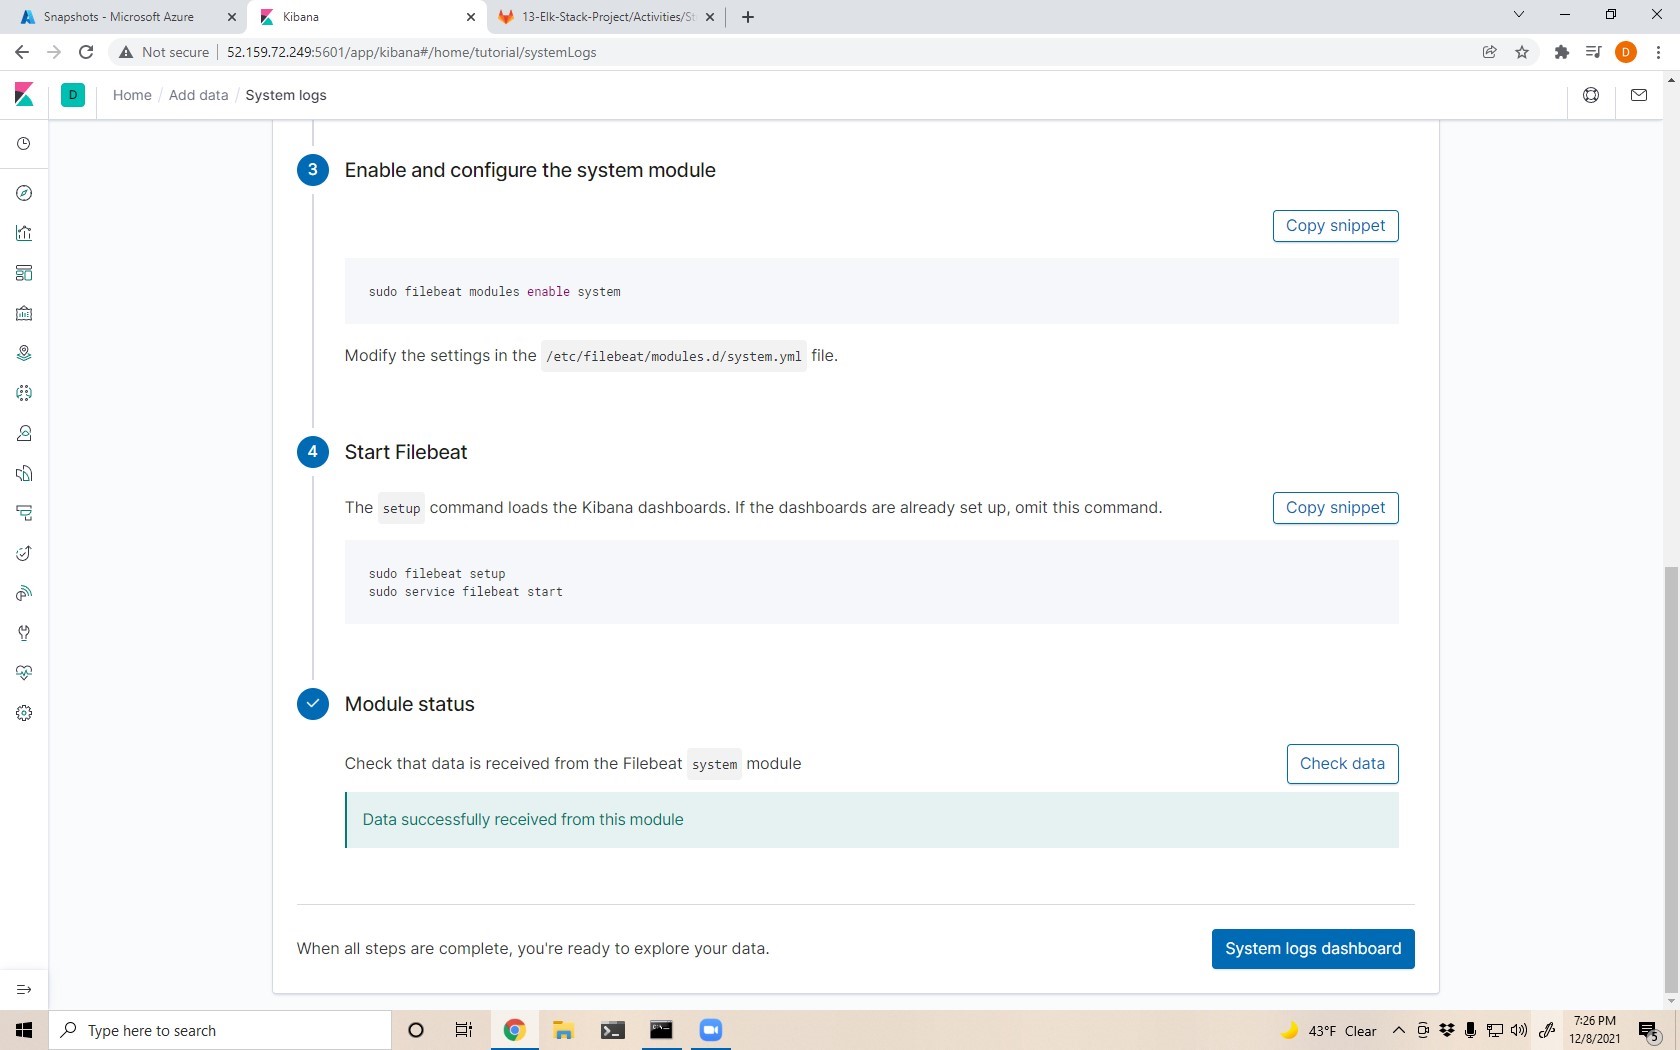 Snapshots - Microsoft Azure
Kibana
13-Elk-Stack-Project/Activities/St
Not secure
52.159.72.249:5601/app/kibana#/home/tutorial/systemLogs
D
D
Home / Add data / System logs
3
Enable and configure the system module
Copy snippet
sudo filebeat modules enable system
Modify the settings in the /etc/filebeat/modules.d/system.yml file.
4
Start Filebeat
The setup command loads the Kibana dashboards. If the dashboards are already set up, omit this command.
Copy snippet
sudo filebeat setup
sudo service filebeat start
Module status
Check that data is received from the Filebeat system module
Check data
Data successfully received from this module
When all steps are complete, you're ready to explore your data.
System logs dashboard
Type here to search
43°F Clear
7:26 PM
12/8/2021
5